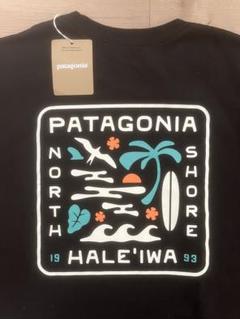 patagonia
PATAGONIA
NORTH
SHORE
19 93
HALE'IWA